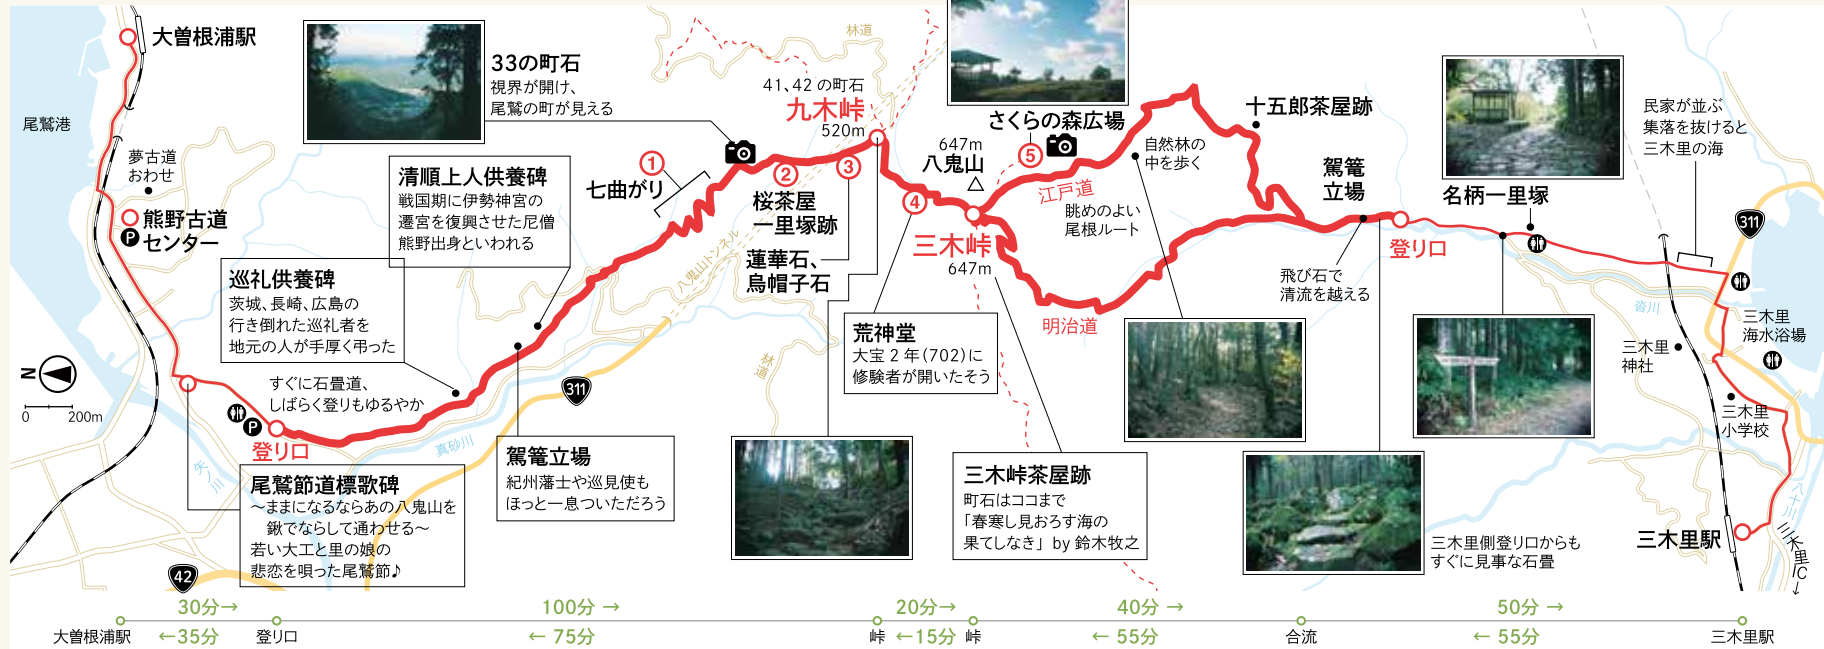 大曽根浦駅
尾鷲港
夢古道
おわせ
熊野古道
センター
P
N
0 200m
33の町石
視界が開け、
尾鷲の町が見える
清順上人供養碑
戦国期に伊勢神宮の
遷宮を復興させた尼僧
熊野出身といわれる
巡礼供養碑
茨城、長崎、広島の
行き倒れた巡礼者を
地元の人が手厚く弔った
すぐに石畳道、
しばらく登りもゆるやか
P
登り口
矢ノ川
真砂川
尾鷲節道標歌碑
〜ままになるならあの八鬼山を
鍬でならして通わせる〜
若い大工と里の娘の
悲恋を唄った尾鷲節♪
42
駕篭立場
紀州藩士や巡見使も
ほっと一息ついただろう
311
八鬼山トンネル
①
七曲がり
②
桜茶屋
一里塚跡
③
蓮華石、
烏帽子石
林道
41、42の町石
九木峠
520m
林道
④
荒神堂
大宝2年(702)に
修験者が開いたそう
647m
八鬼山
三木峠
647m
さくらの森広場
⑤
江戸道
眺めのよい
尾根ルート
明治道
自然林の
中を歩く
十五郎茶屋跡
三木峠茶屋跡
町石はココまで
「春寒し見おろす海の
果てしなき」by 鈴木牧之
駕篭
立場
飛び石で
清流を越える
登り口
名柄一里塚
民家が並ぶ
集落を抜けると
三木里の海
311
沓川
三木里
海水浴場
三木里
神社
三木里
小学校
三木里側登り口からも
すぐに見事な石畳
三木里駅
八十川
三木里IC→
30分→
100分→
20分→
40分→
50分→
大曽根浦駅
←35分
登り口
←75分
峠
←15分
峠
←55分
合流
←55分
三木里駅